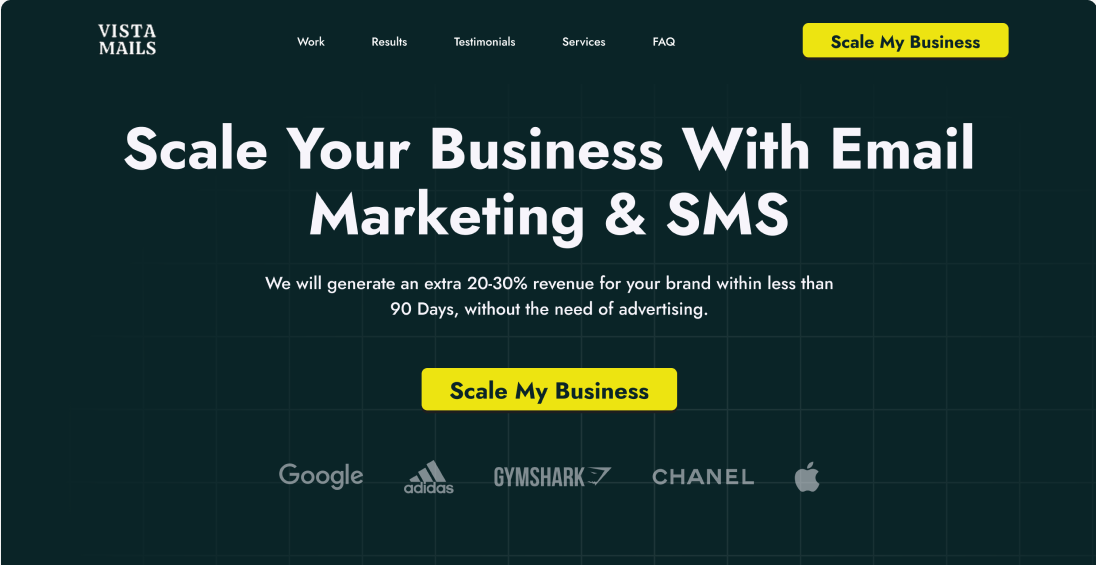 VISTA
MAILS
Work
Results
Testimonials
Services
FAQ
Scale My Business
Scale Your Business With Email
Marketing & SMS
We will generate an extra 20-30% revenue for your brand within less than
90 Days, without the need of advertising.
Scale My Business
Google
adidas
GYMSHARK
CHANEL